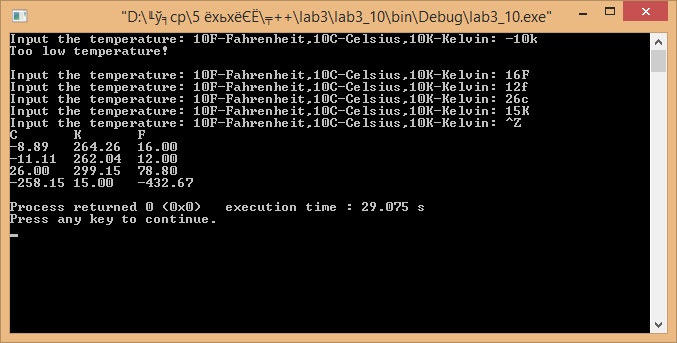 "D:\╙ў╕ср\5 ёхьхёЄЁ\╤++\lab3\lab3_10\bin\Debug\lab3_10.exe"
Input the temperature: 10F-Fahrenheit,10C-Celsius,10K-Kelvin: -10k
Too low temperature!
Input the temperature: 10F-Fahrenheit,10C-Celsius,10K-Kelvin: 16F
Input the temperature: 10F-Fahrenheit,10C-Celsius,10K-Kelvin: 12f
Input the temperature: 10F-Fahrenheit,10C-Celsius,10K-Kelvin: 26c
Input the temperature: 10F-Fahrenheit,10C-Celsius,10K-Kelvin: 15K
Input the temperature: 10F-Fahrenheit,10C-Celsius,10K-Kelvin: ^Z
C K F
-8.89 264.26 16.00
-11.11 262.04 12.00
26.00 299.15 78.80
-258.15 15.00 -432.67
Process returned 0 (0x0) execution time : 29.075 s
Press any key to continue.